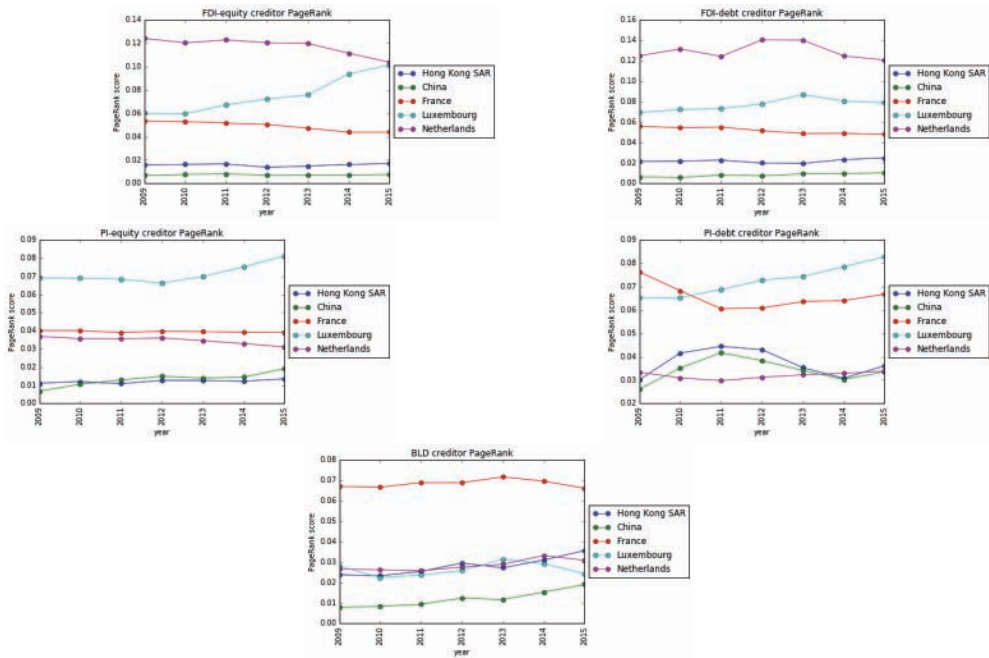 FDI-equity creditor PageRank
PageRank score
0.14
0.12
0.10
0.08
0.06
0.04
0.02
0.00
2009
2010
2011
2012
2013
2014
2015
year
Hong Kong SAR
China
France
Luxembourg
Netherlands
FDI-debt creditor PageRank
PageRank score
0.16
0.14
0.12
0.10
0.08
0.06
0.04
0.02
0.00
2009
2010
2011
2012
2013
2014
2015
year
Hong Kong SAR
China
France
Luxembourg
Netherlands
PI-equity creditor PageRank
PageRank score
0.09
0.08
0.07
0.06
0.05
0.04
0.03
0.02
0.01
0.00
2009
2010
2011
2012
2013
2014
2015
year
Hong Kong SAR
China
France
Luxembourg
Netherlands
PI-debt creditor PageRank
PageRank score
0.09
0.08
0.07
0.06
0.05
0.04
0.03
0.02
2009
2010
2011
2012
2013
2014
2015
year
Hong Kong SAR
China
France
Luxembourg
Netherlands
BLD creditor PageRank
PageRank score
0.08
0.07
0.06
0.05
0.04
0.03
0.02
0.01
0.00
2009
2010
2011
2012
2013
2014
2015
year
Hong Kong SAR
China
France
Luxembourg
Netherlands